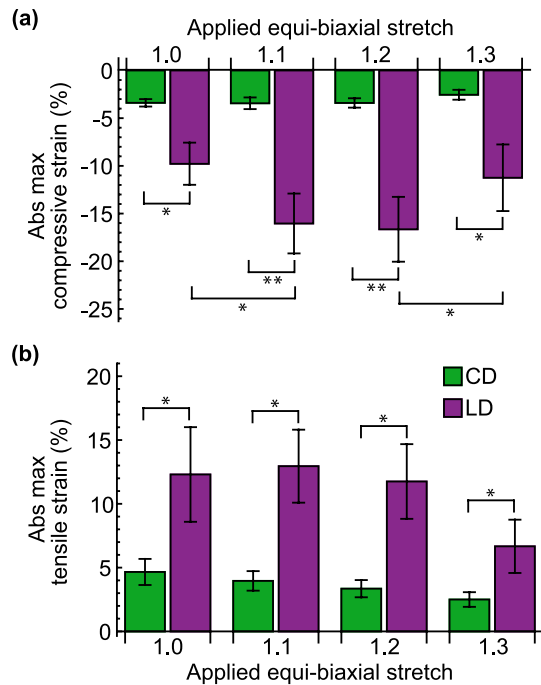 (a)
Applied equi-biaxial stretch
1.0 1.1 1.2 1.3
Abs max
compressive strain (%)
0
-5
-10
-15
-20
-25
* ** ** *
* *
(b)
Abs max
tensile strain (%)
20
15
10
5
0
CD
LD
* * * *
1.0 1.1 1.2 1.3
Applied equi-biaxial stretch